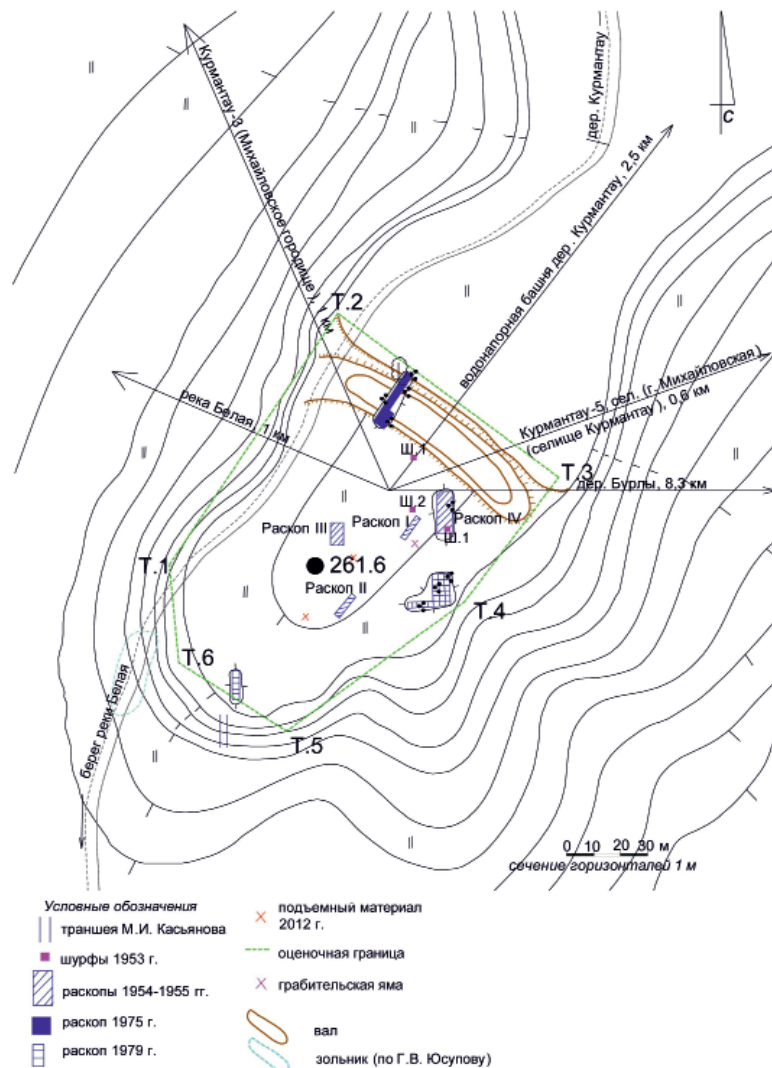 Курмантау-3 (Михайловское городище), 1 км
дер. Курмантау
С
водонапорная башня дер. Курмантау, 2,5 км
Т.2
река Белая, 1 км
Курмантау-5, сел. (г. Михайловская)
(селище Курмантау), 0,6 км
Т.3
дер. Бурлы, 8,3 км
Ш.1
Ш.2
Раскоп III
Раскоп I
Раскоп IV
Ш.1
Т.1
261.6
Раскоп II
Т.4
Т.6
Т.5
берег реки Белая
0 10 20 30 м
сечение горизонталей 1 м
Условные обозначения
траншея М.И. Касьянова
шурфы 1953 г.
раскопы 1954-1955 гг.
раскоп 1975 г.
раскоп 1979 г.
подъемный материал
2012 г.
оценочная граница
грабительская яма
вал
зольник (по Г.В. Юсупову)